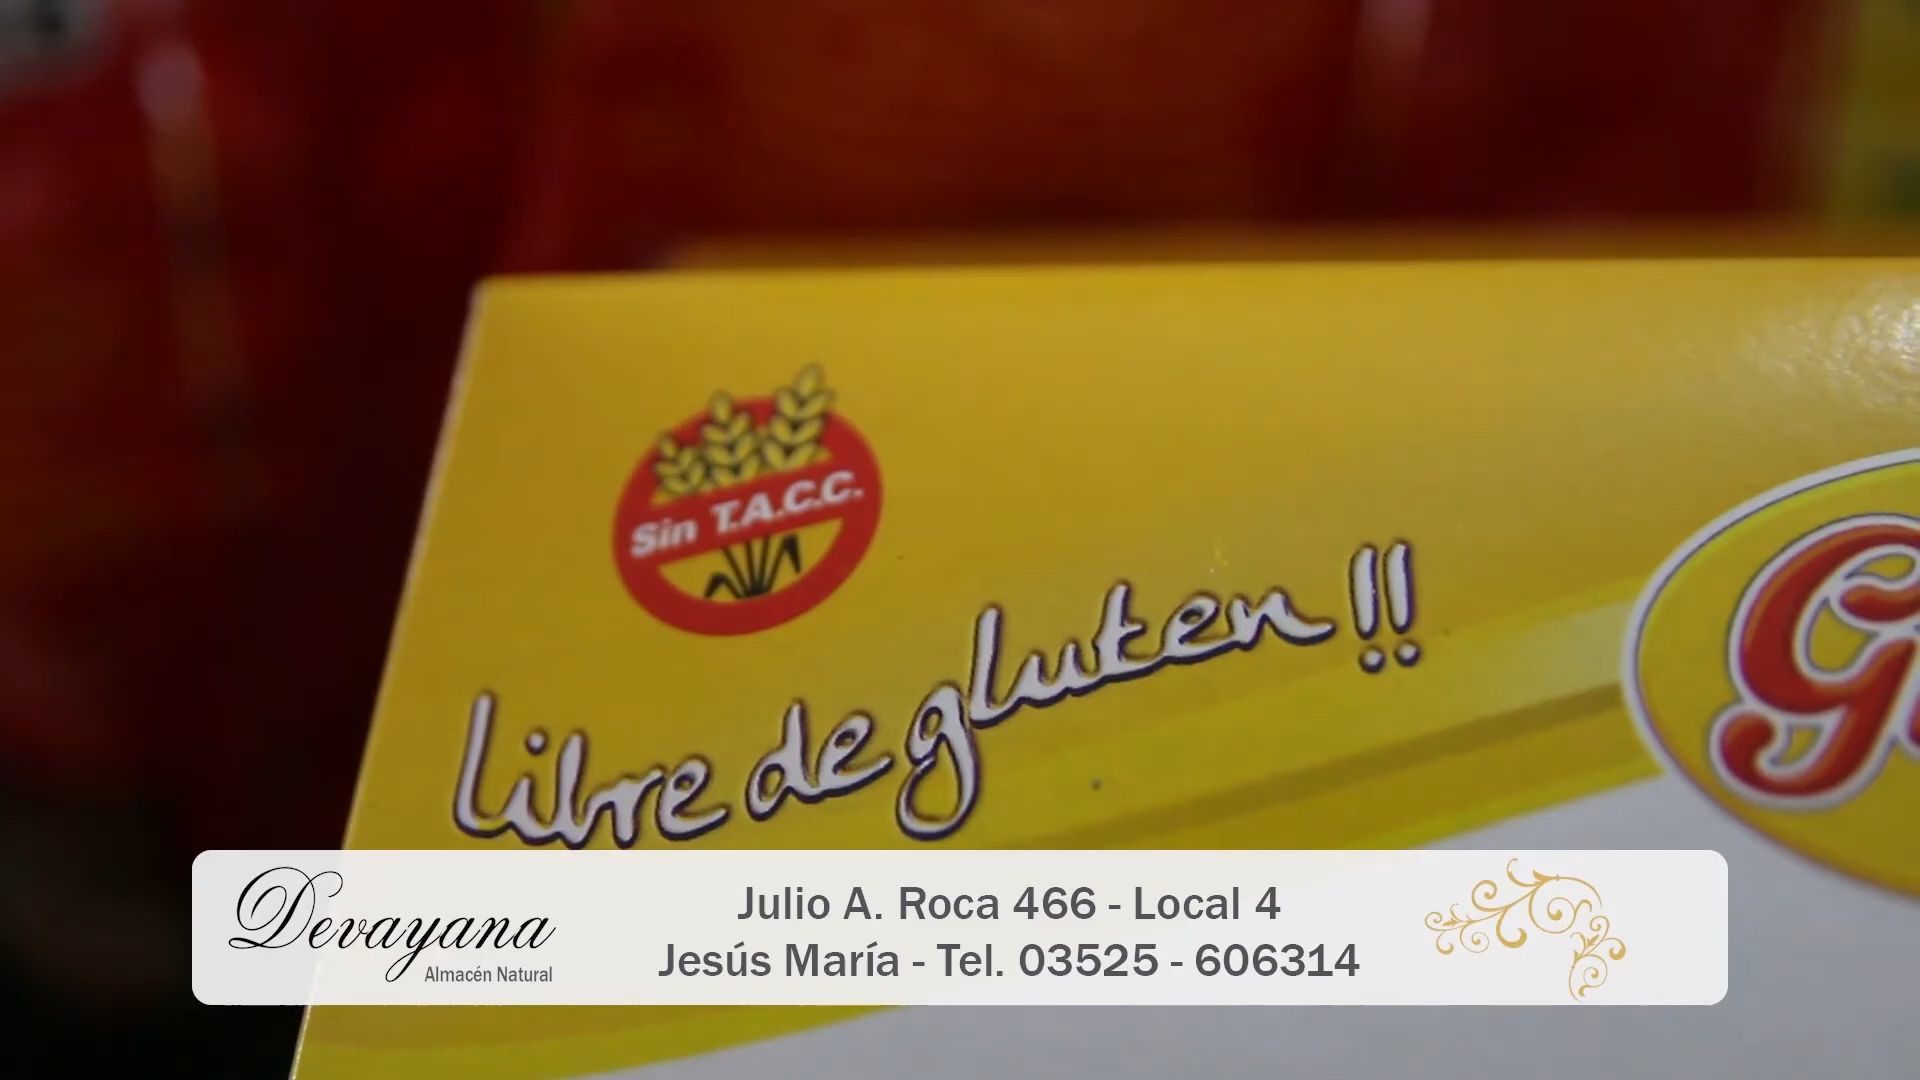 Sin T.A.C.C.
Libre de gluten!!
Devayana
Almacén Natural
Julio A. Roca 466 - Local 4
Jesús María - Tel. 03525 - 606314